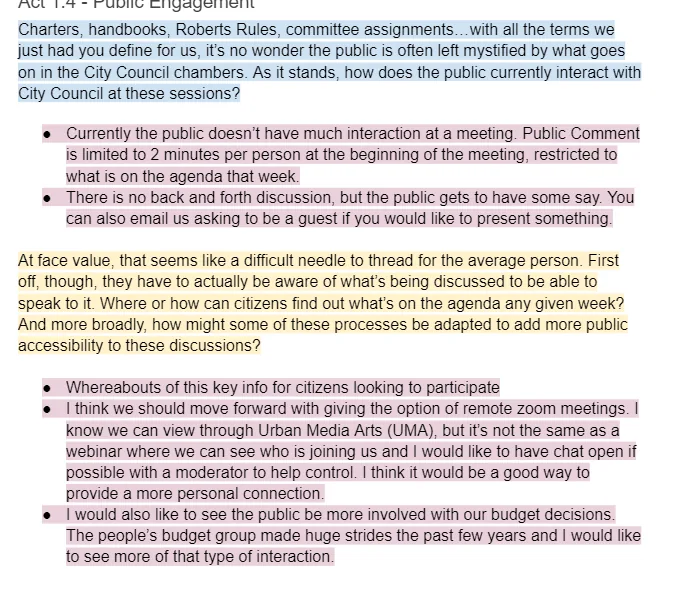 Act 1.4 - Public Engagement
Charters, handbooks, Roberts Rules, committee assignments...with all the terms we
just had you define for us, it's no wonder the public is often left mystified by what goes
on in the City Council chambers. As it stands, how does the public currently interact with
City Council at these sessions?
● Currently the public doesn't have much interaction at a meeting. Public Comment
is limited to 2 minutes per person at the beginning of the meeting, restricted to
what is on the agenda that week.
● There is no back and forth discussion, but the public gets to have some say. You
can also email us asking to be a guest if you would like to present something.
At face value, that seems like a difficult needle to thread for the average person. First
off, though, they have to actually be aware of what's being discussed to be able to
speak to it. Where or how can citizens find out what's on the agenda any given week?
And more broadly, how might some of these processes be adapted to add more public
accessibility to these discussions?
● Whereabouts of this key info for citizens looking to participate
● I think we should move forward with giving the option of remote zoom meetings. I
know we can view through Urban Media Arts (UMA), but it's not the same as a
webinar where we can see who is joining us and I would like to have chat open if
possible with a moderator to help control. I think it would be a good way to
provide a more personal connection.
● I would also like to see the public be more involved with our budget decisions.
The people's budget group made huge strides the past few years and I would like
to see more of that type of interaction.